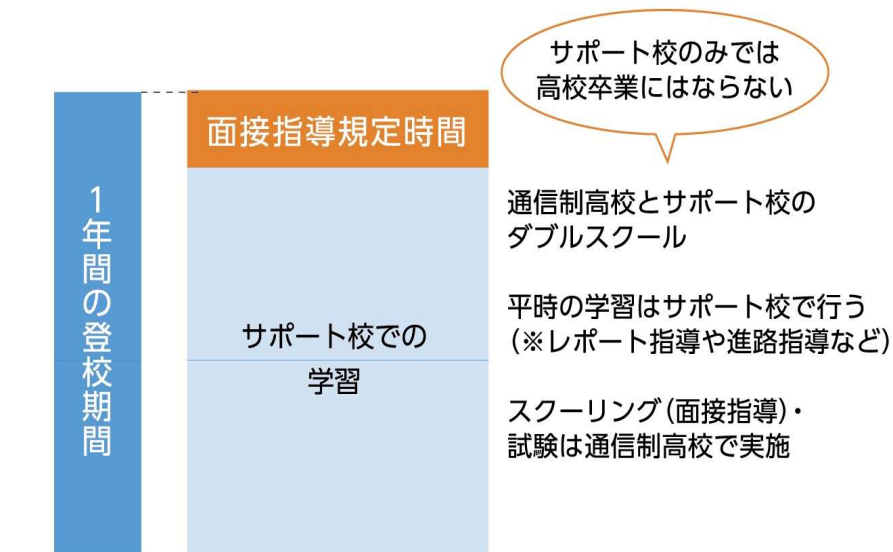 サポート校のみでは
高校卒業にはならない
1年間の登校期間
面接指導規定時間
サポート校での
学習
通信制高校とサポート校の
ダブルスクール
平時の学習はサポート校で行う
(※レポート指導や進路指導など)
スクーリング(面接指導)・
試験は通信制高校で実施